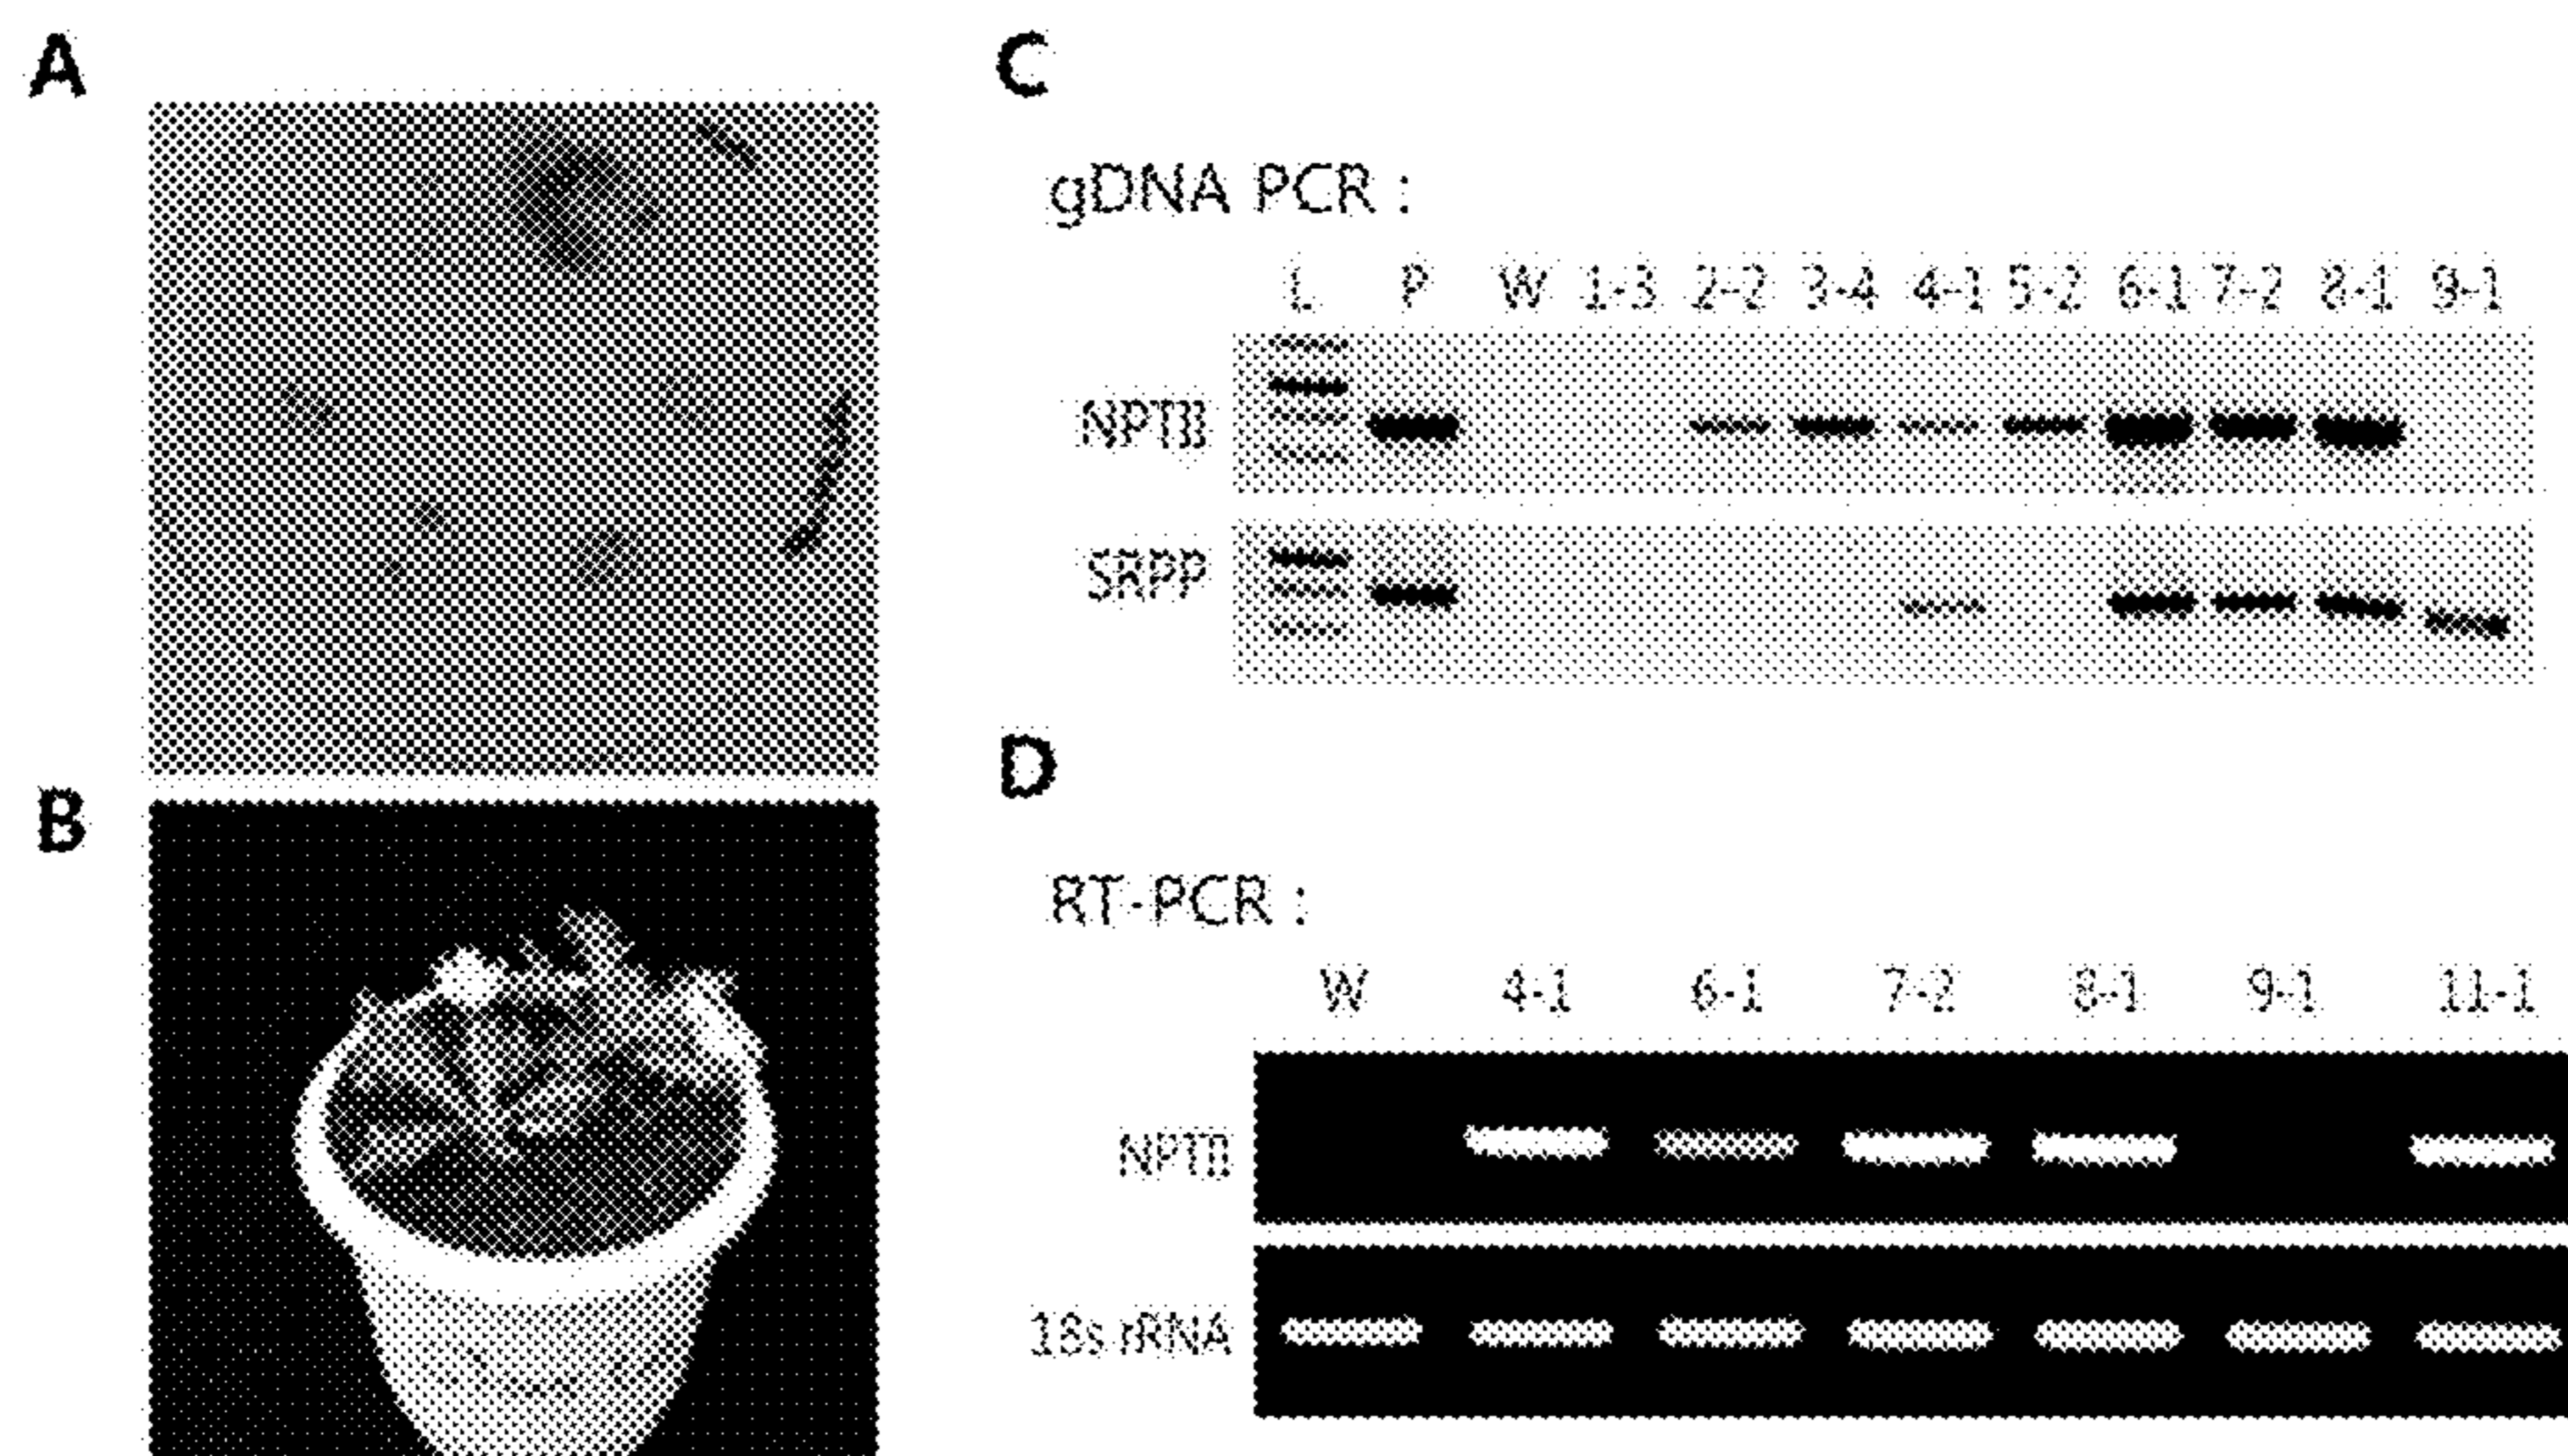 A
B
C
gDNA PCR :
L P W 1-3 2-2 3-4 4-1 5-2 6-1 7-2 8-1 9-1
NPTII
SRPP
D
RT-PCR :
W 4-1 6-1 7-2 8-1 9-1 11-1
NPTII
18s rRNA